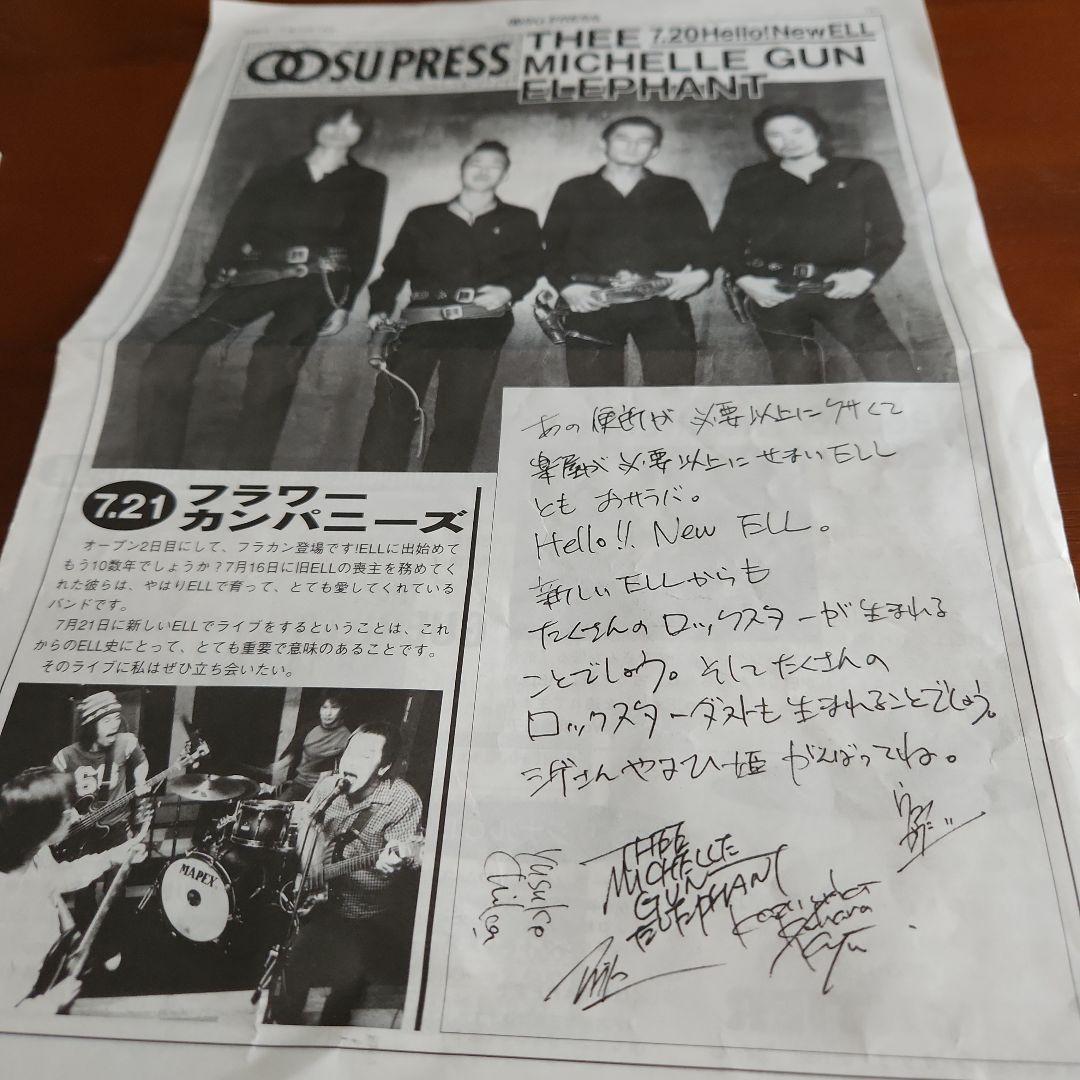 OOSU PRESS
THEE 7.20 Hello! New ELL
MICHELLE GUN
ELEPHANT
7.21 フラワー
カンパニーズ
オープン2日目にして、フラカン登場です!ELLに出始めて
もう10数年でしょうか?7月16日に旧ELLの喪主を務めてく
れた彼らは、やはりELLで育って、とても愛してくれている
バンドです。
7月21日に新しいELLでライブをするということは、これ
からのELL史にとって、とても重要で意味のあることです。
そのライブに私はぜひ立ち会いたい。
MAPEX
あの便所が必要以上にクサくて
楽屋が必要以上にせまいELL
ともおサラバ。
Hello!! New ELL。
新しいELLからも
たくさんのロックスターが生まれる
ことでしょう。そしてたくさんの
ロックスターダストも生まれることでしょう。
シゲさんやまひ姫がんばってね。
THEE
MICHELLE
GUN
ELEPHANT
Yusuke
Chiba